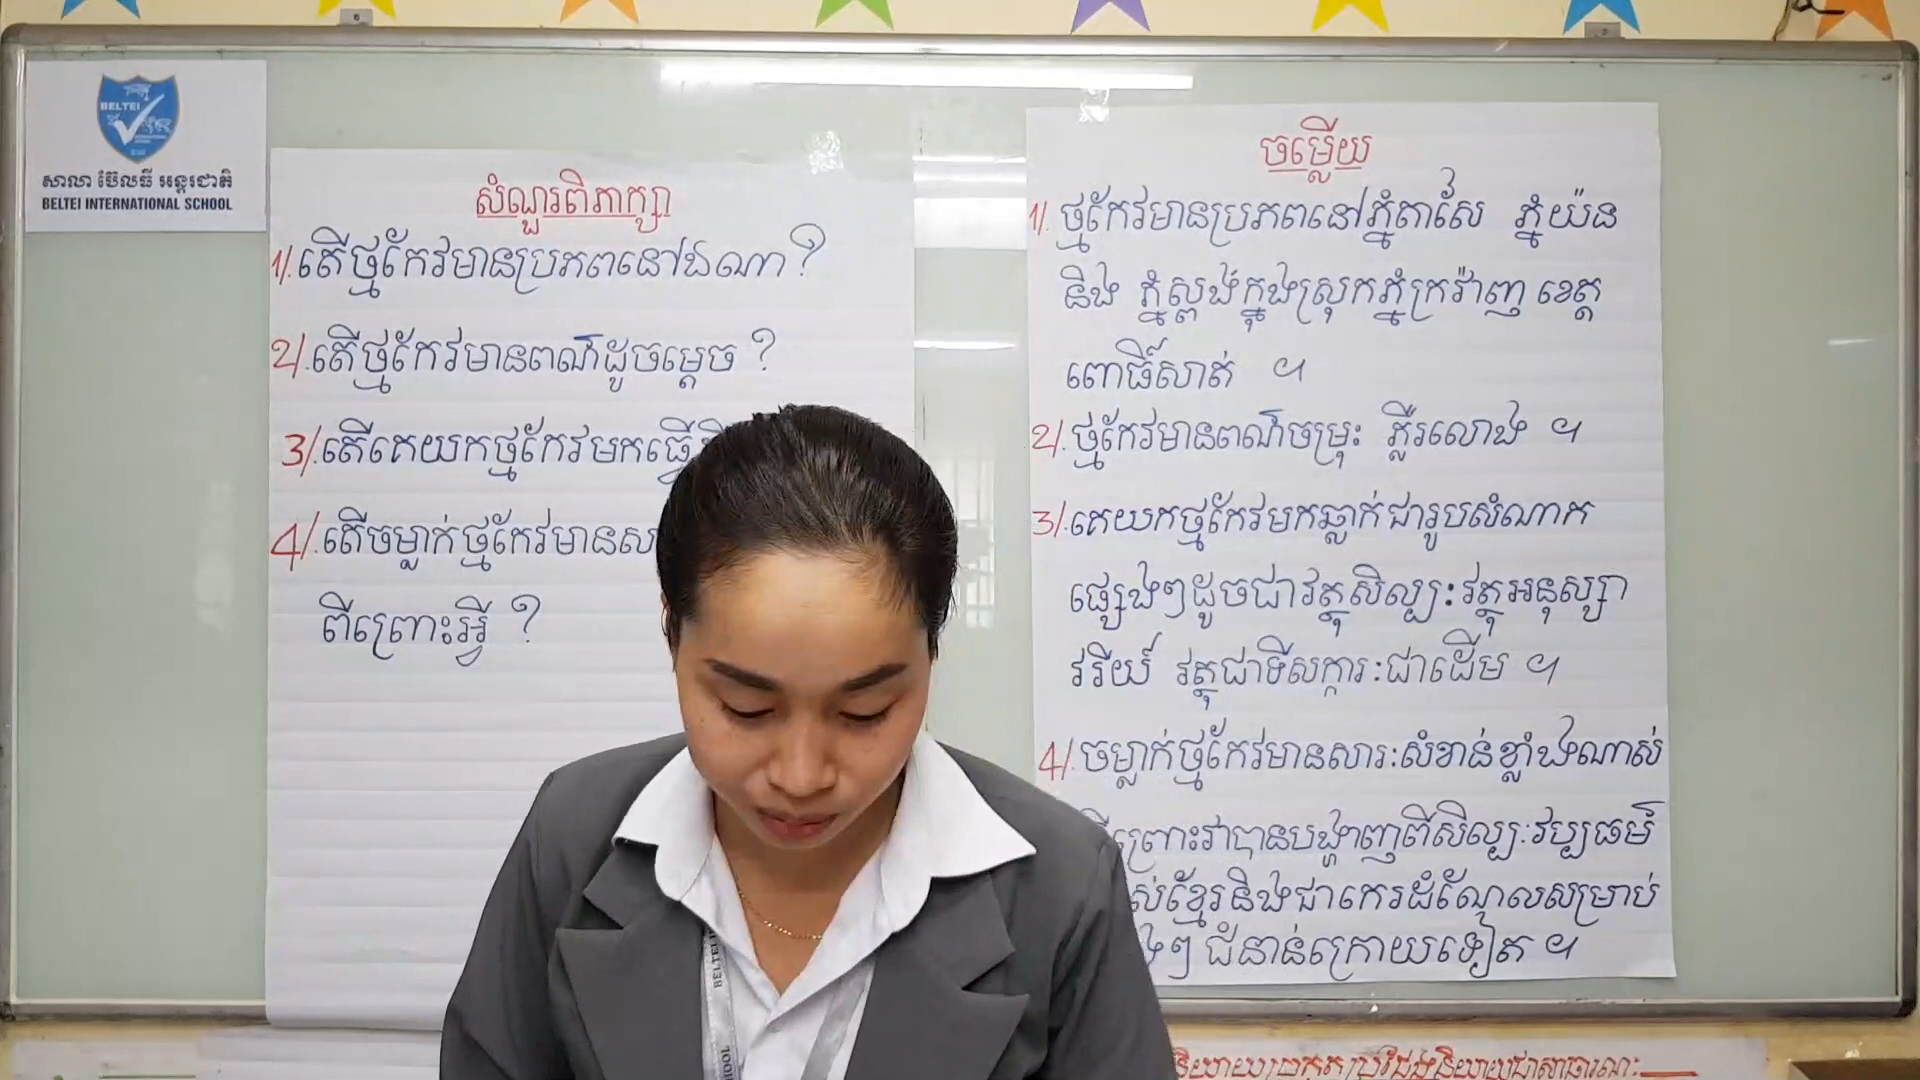 BELTEI
សាលា ប៊ែលធី អន្តរជាតិ
BELTEI INTERNATIONAL SCHOOL
សំណួរពិភាក្សា
1/.តើថ្មកែវមានប្រភពនៅឯណា?
2/.តើថ្មកែវមានពណ៌ដូចម្ដេច ?
3/.តើគេយកថ្មកែវមកធ្វើ
4/.តើចម្លាក់ថ្មកែវមានស
ពីព្រោះអ្វី ?
ចម្លើយ
1/. ថ្មកែវមានប្រភពនៅភ្នំតាសែ ភ្នំយ៉ន
និង ភ្នំស្ពង់ក្នុងស្រុកភ្នំក្រវ៉ាញ ខេត្ត
ពោធិ៍សាត់ ។
2/.ថ្មកែវមានពណ៌ចម្រុះ ភ្លឺរលោង ។
3/.គេយកថ្មកែវមកឆ្លាក់ជារូបសំណាក
ផ្សេងៗដូចជាវត្ថុសិល្បៈវត្ថុអនុស្សា
វរីយ៍ វត្ថុជាទីសក្ការៈជាដើម ។
4/.ចម្លាក់ថ្មកែវមានសារៈសំខាន់ខ្លាំងណាស់
ព្រោះវាបានបង្ហាញពីសិល្បៈវប្បធម៌
ស់ខ្មែរនិងជាកេរដំណែលសម្រាប់
ងៗ ជំនាន់ក្រោយទៀត ។
BELTEI